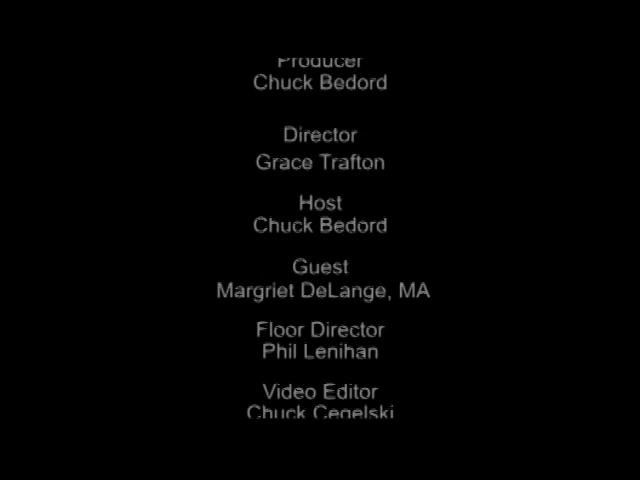 Producer
Chuck Bedord
Director
Grace Trafton
Host
Chuck Bedord
Guest
Margriet DeLange, MA
Floor Director
Phil Lenihan
Video Editor
Chuck Cegelski